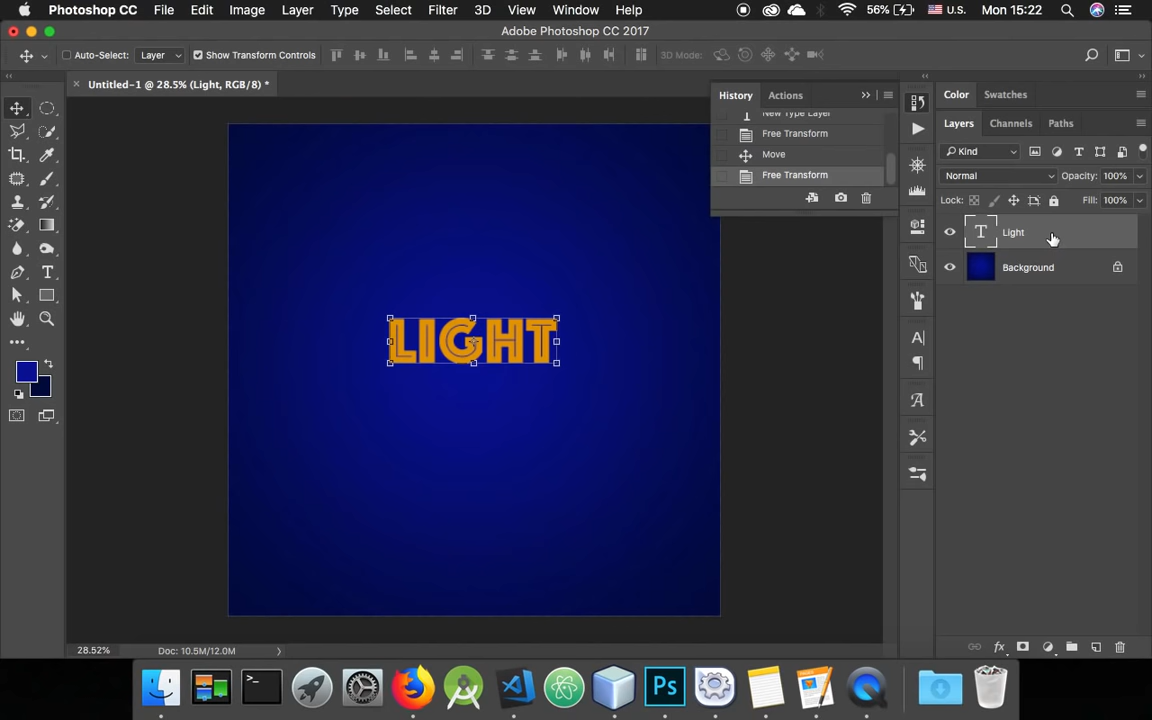 Photoshop CC File Edit Image Layer Type Select Filter 3D View Window Help 56% U.S. Mon 15:22
Adobe Photoshop CC 2017
Auto-Select: Layer Show Transform Controls 3D Mode:
Untitled-1 @ 28.5% (Light, RGB/8) *
History Actions
New Type Layer
Free Transform
Move
Free Transform
Color Swatches
Layers Channels Paths
Kind
Normal Opacity: 100%
Lock: Fill: 100%
T Light
Background
LIGHT
28.52% Doc: 10.5M/12.0M
fx
Ps